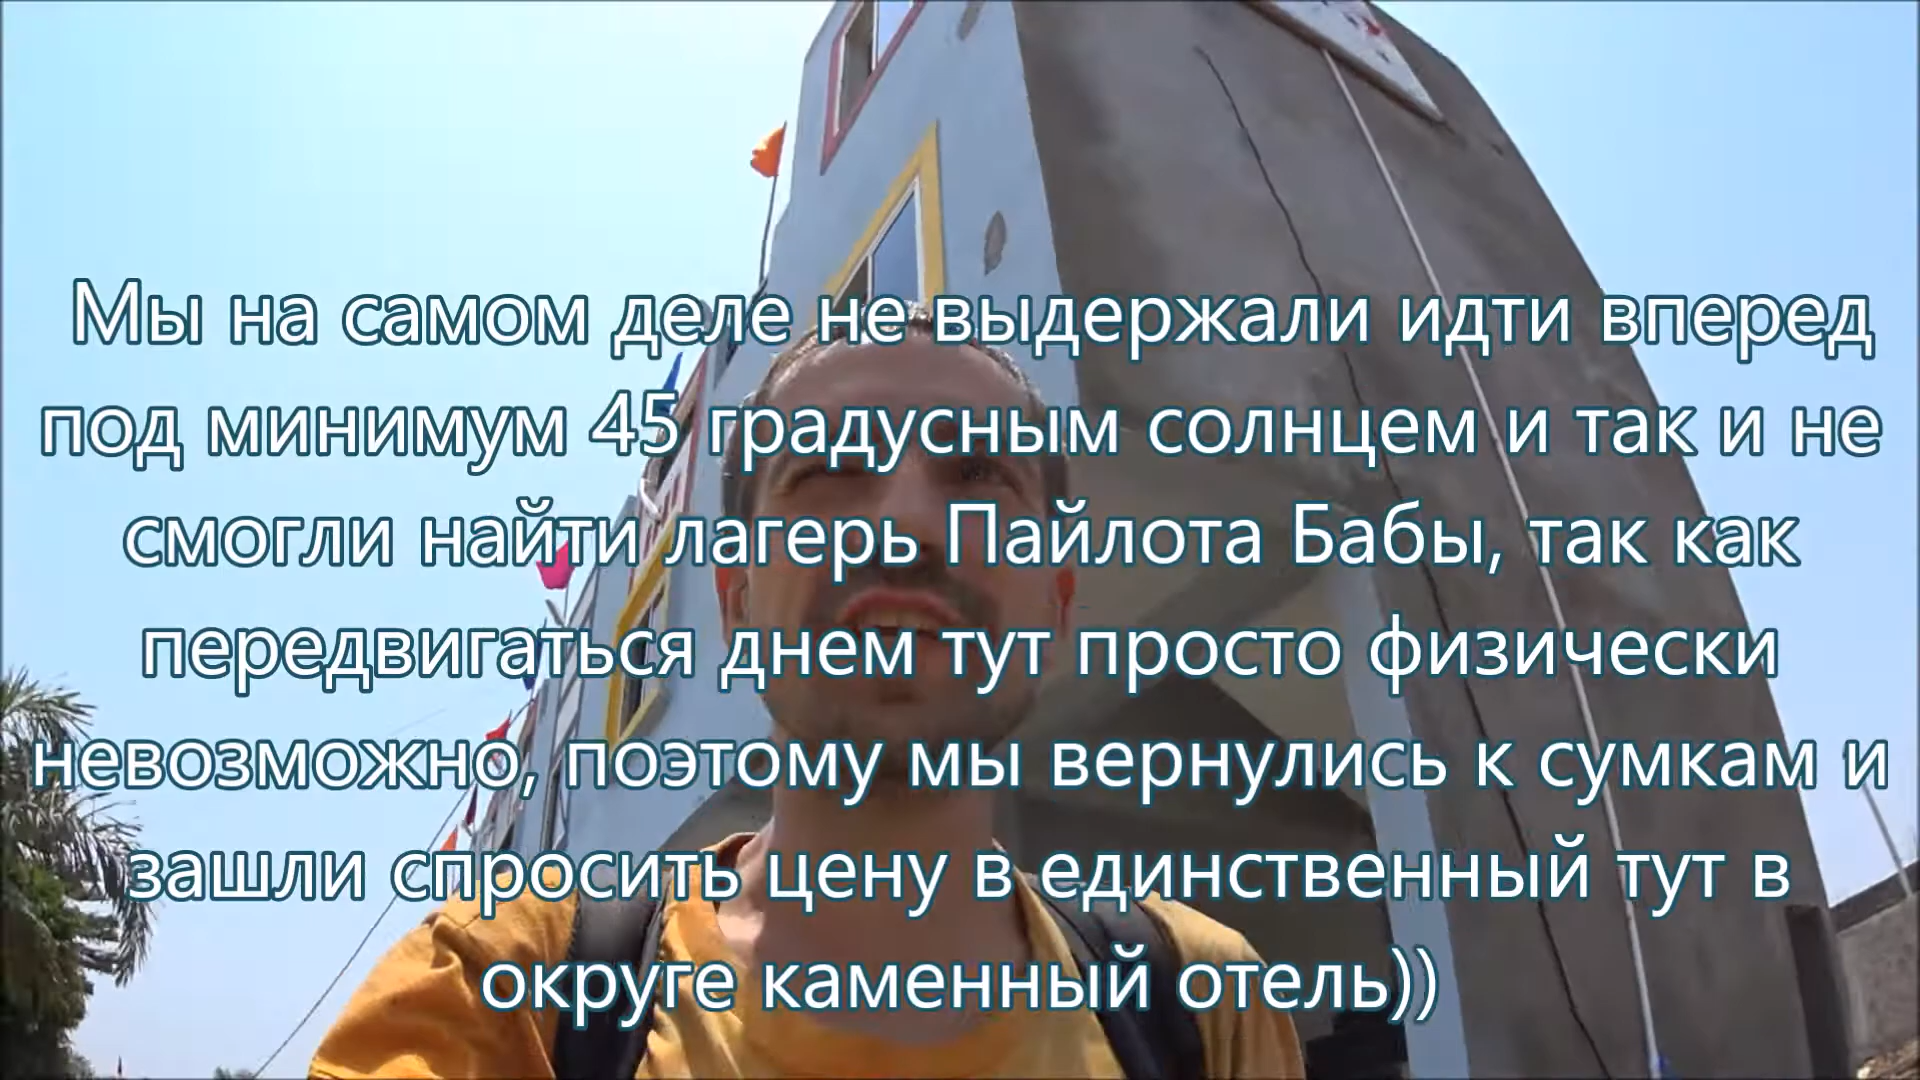 Мы на самом деле не выдержали идти вперед
под минимум 45 градусным солнцем и так и не
смогли найти лагерь Пайлота Бабы, так как
передвигаться днем тут просто физически
невозможно, поэтому мы вернулись к сумкам и
зашли спросить цену в единственный тут в
округе каменный отель))